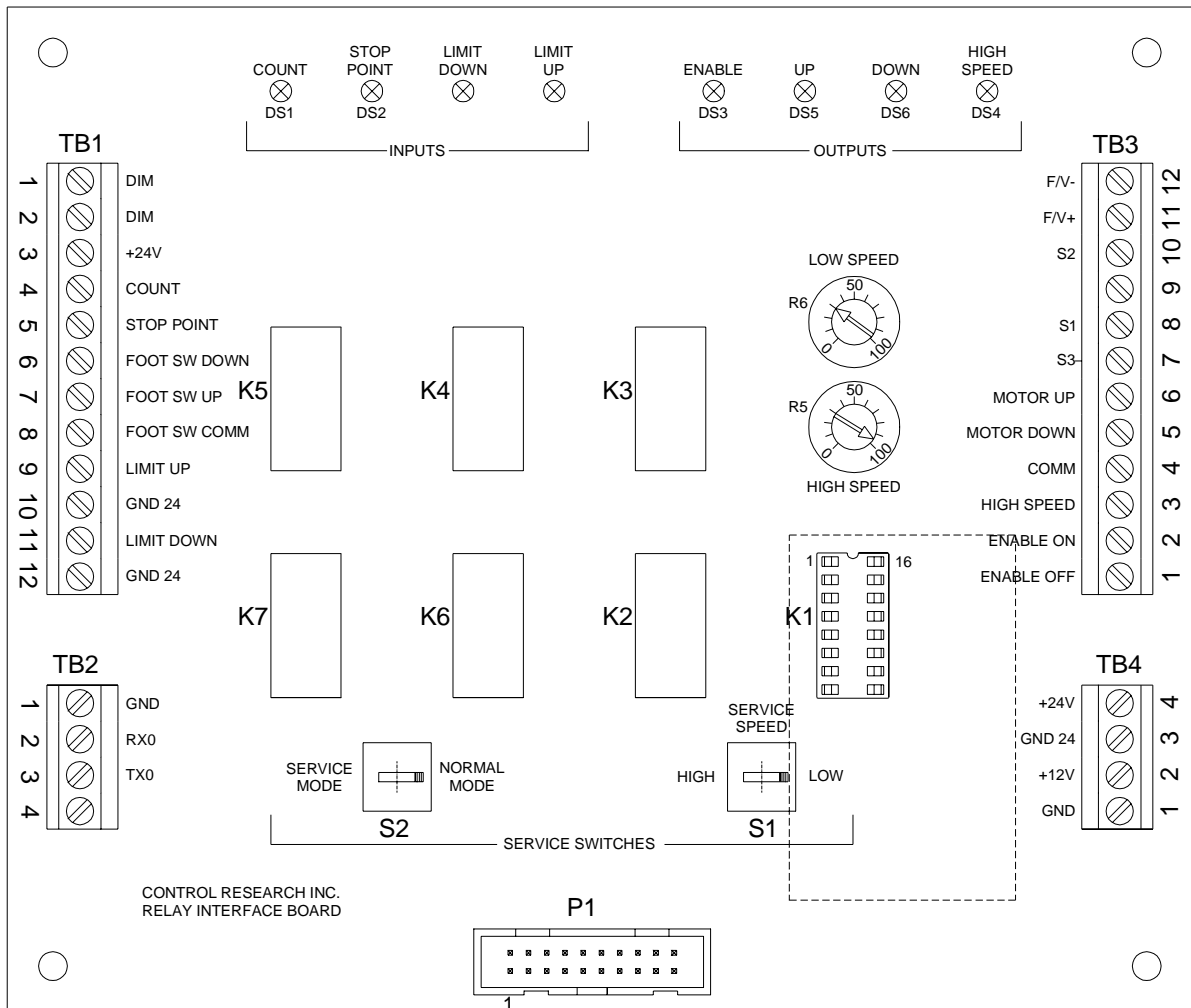 COUNT
DS1
STOP
POINT
DS2
LIMIT
DOWN
LIMIT
UP
INPUTS
ENABLE
DS3
UP
DS5
DOWN
DS6
HIGH
SPEED
DS4
OUTPUTS
TB1
1 DIM
2 DIM
3 +24V
4 COUNT
5 STOP POINT
6 FOOT SW DOWN
7 FOOT SW UP
8 FOOT SW COMM
9 LIMIT UP
10 GND 24
11 LIMIT DOWN
12 GND 24
TB3
F/V- 12
F/V+ 11
S2 10
9
S1 8
S3 7
MOTOR UP 6
MOTOR DOWN 5
COMM 4
HIGH SPEED 3
ENABLE ON 2
ENABLE OFF 1
LOW SPEED
R6
0 50 100
R5
0 50 100
HIGH SPEED
K5
K4
K3
K7
K6
K2
K1
1 16
TB2
1 GND
2 RX0
3 TX0
4
TB4
+24V 4
GND 24 3
+12V 2
GND 1
SERVICE
MODE
NORMAL
MODE
S2
SERVICE
SPEED
HIGH
LOW
S1
SERVICE SWITCHES
CONTROL RESEARCH INC.
RELAY INTERFACE BOARD
P1
1